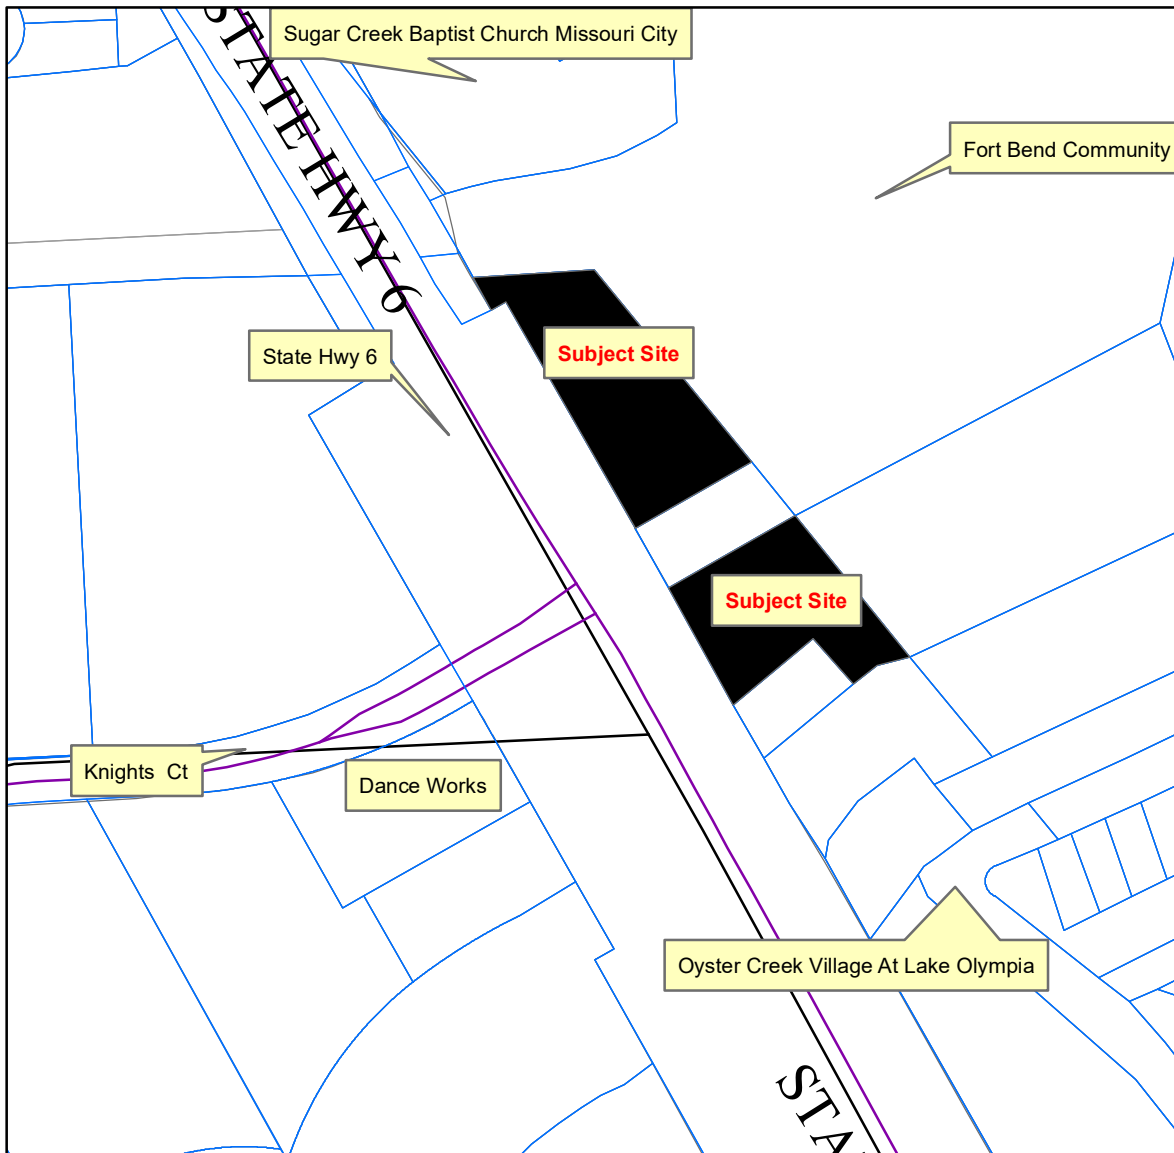 Sugar Creek Baptist Church Missouri City
STATE HWY 6
Fort Bend Community
State Hwy 6
Subject Site
Subject Site
Knights Ct
Dance Works
Oyster Creek Village At Lake Olympia
STA